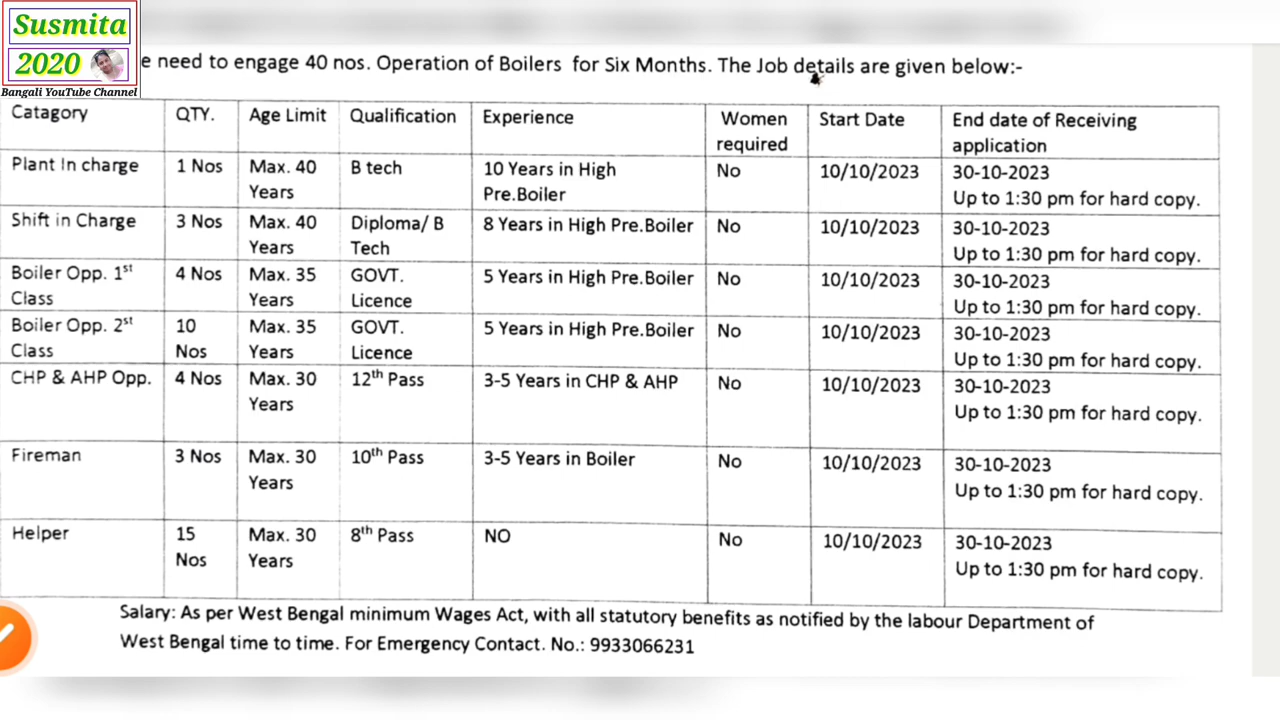 Susmita
2020
Bangali YouTube Channel
e need to engage 40 nos. Operation of Boilers for Six Months. The Job details are given below:-
Catagory QTY. Age Limit Qualification Experience Women required Start Date End date of Receiving application
Plant In charge 1 Nos Max. 40 Years B tech 10 Years in High Pre.Boiler No 10/10/2023 30-10-2023 Up to 1:30 pm for hard copy.
Shift in Charge 3 Nos Max. 40 Years Diploma/ B Tech 8 Years in High Pre.Boiler No 10/10/2023 30-10-2023 Up to 1:30 pm for hard copy.
Boiler Opp. 1st Class 4 Nos Max. 35 Years GOVT. Licence 5 Years in High Pre.Boiler No 10/10/2023 30-10-2023 Up to 1:30 pm for hard copy.
Boiler Opp. 2st Class 10 Nos Max. 35 Years GOVT. Licence 5 Years in High Pre.Boiler No 10/10/2023 30-10-2023 Up to 1:30 pm for hard copy.
CHP & AHP Opp. 4 Nos Max. 30 Years 12th Pass 3-5 Years in CHP & AHP No 10/10/2023 30-10-2023 Up to 1:30 pm for hard copy.
Fireman 3 Nos Max. 30 Years 10th Pass 3-5 Years in Boiler No 10/10/2023 30-10-2023 Up to 1:30 pm for hard copy.
Helper 15 Nos Max. 30 Years 8th Pass NO No 10/10/2023 30-10-2023 Up to 1:30 pm for hard copy.
Salary: As per West Bengal minimum Wages Act, with all statutory benefits as notified by the labour Department of
West Bengal time to time. For Emergency Contact. No.: 9933066231